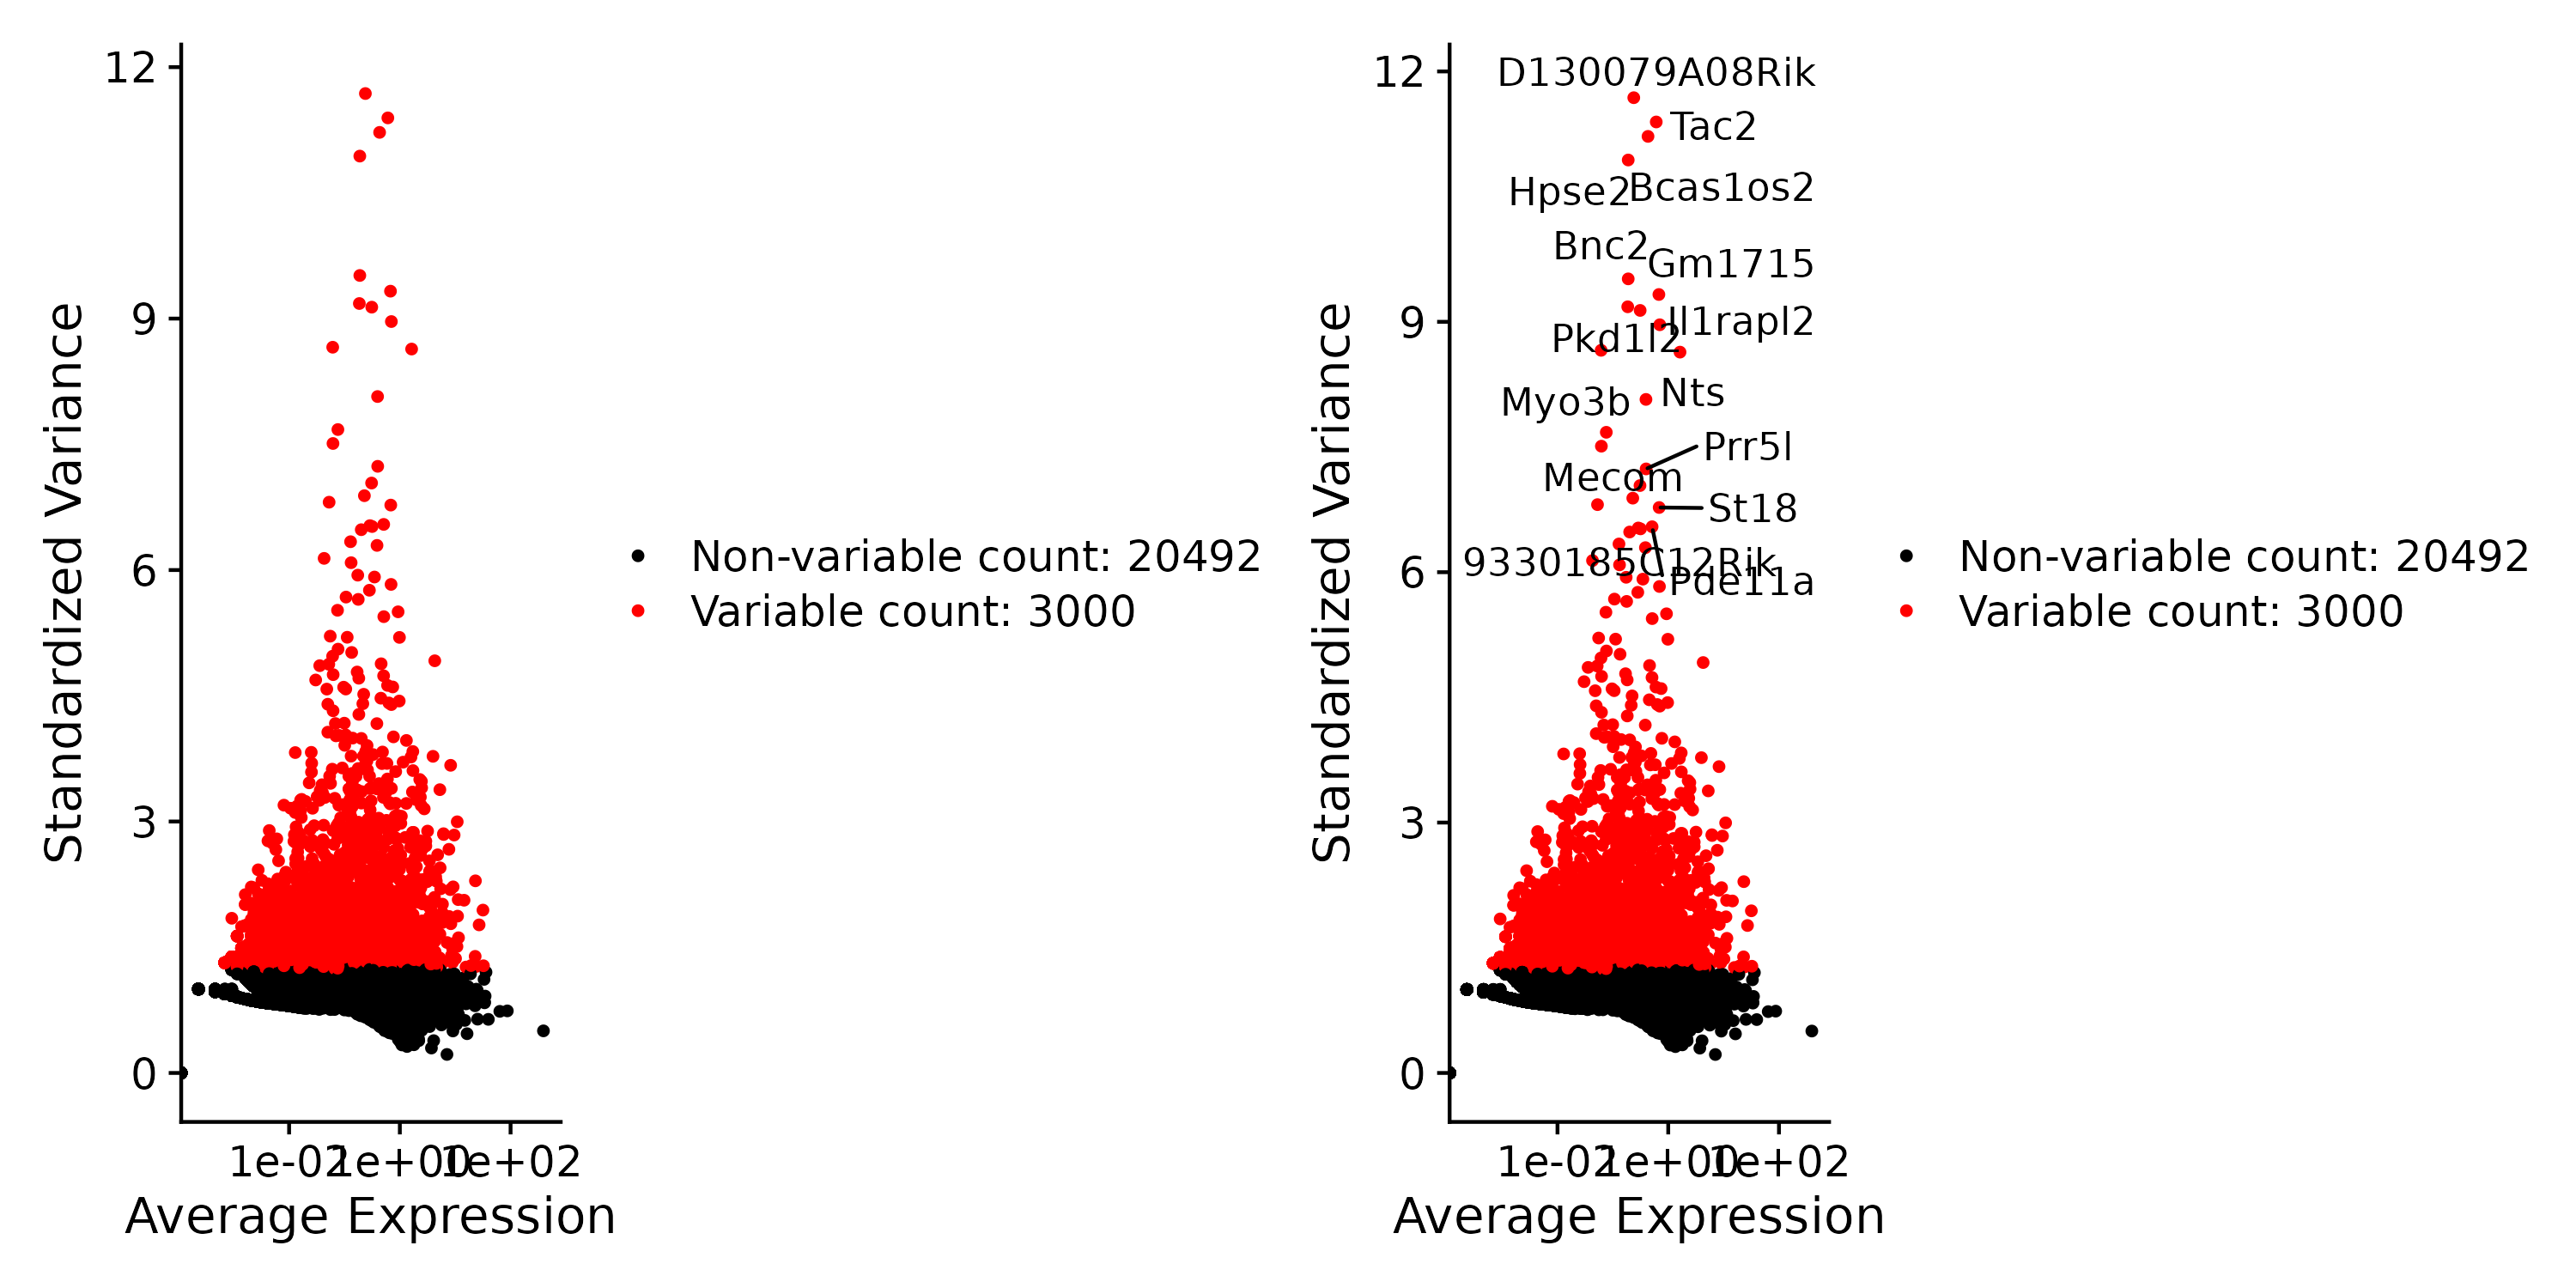 12
9
6
3
0
Standardized Variance
1e-02
1e+00
1e+02
Average Expression
Non-variable count: 20492
Variable count: 3000
12
9
6
3
0
Standardized Variance
D130079A08Rik
Tac2
Hpse2
Bcas1os2
Bnc2
Gm1715
Il1rapl2
Pkd1l2
Nts
Myo3b
Prr5l
Mecom
St18
9330185C12Rik
Pde11a
1e-02
1e+00
1e+02
Average Expression
Non-variable count: 20492
Variable count: 3000